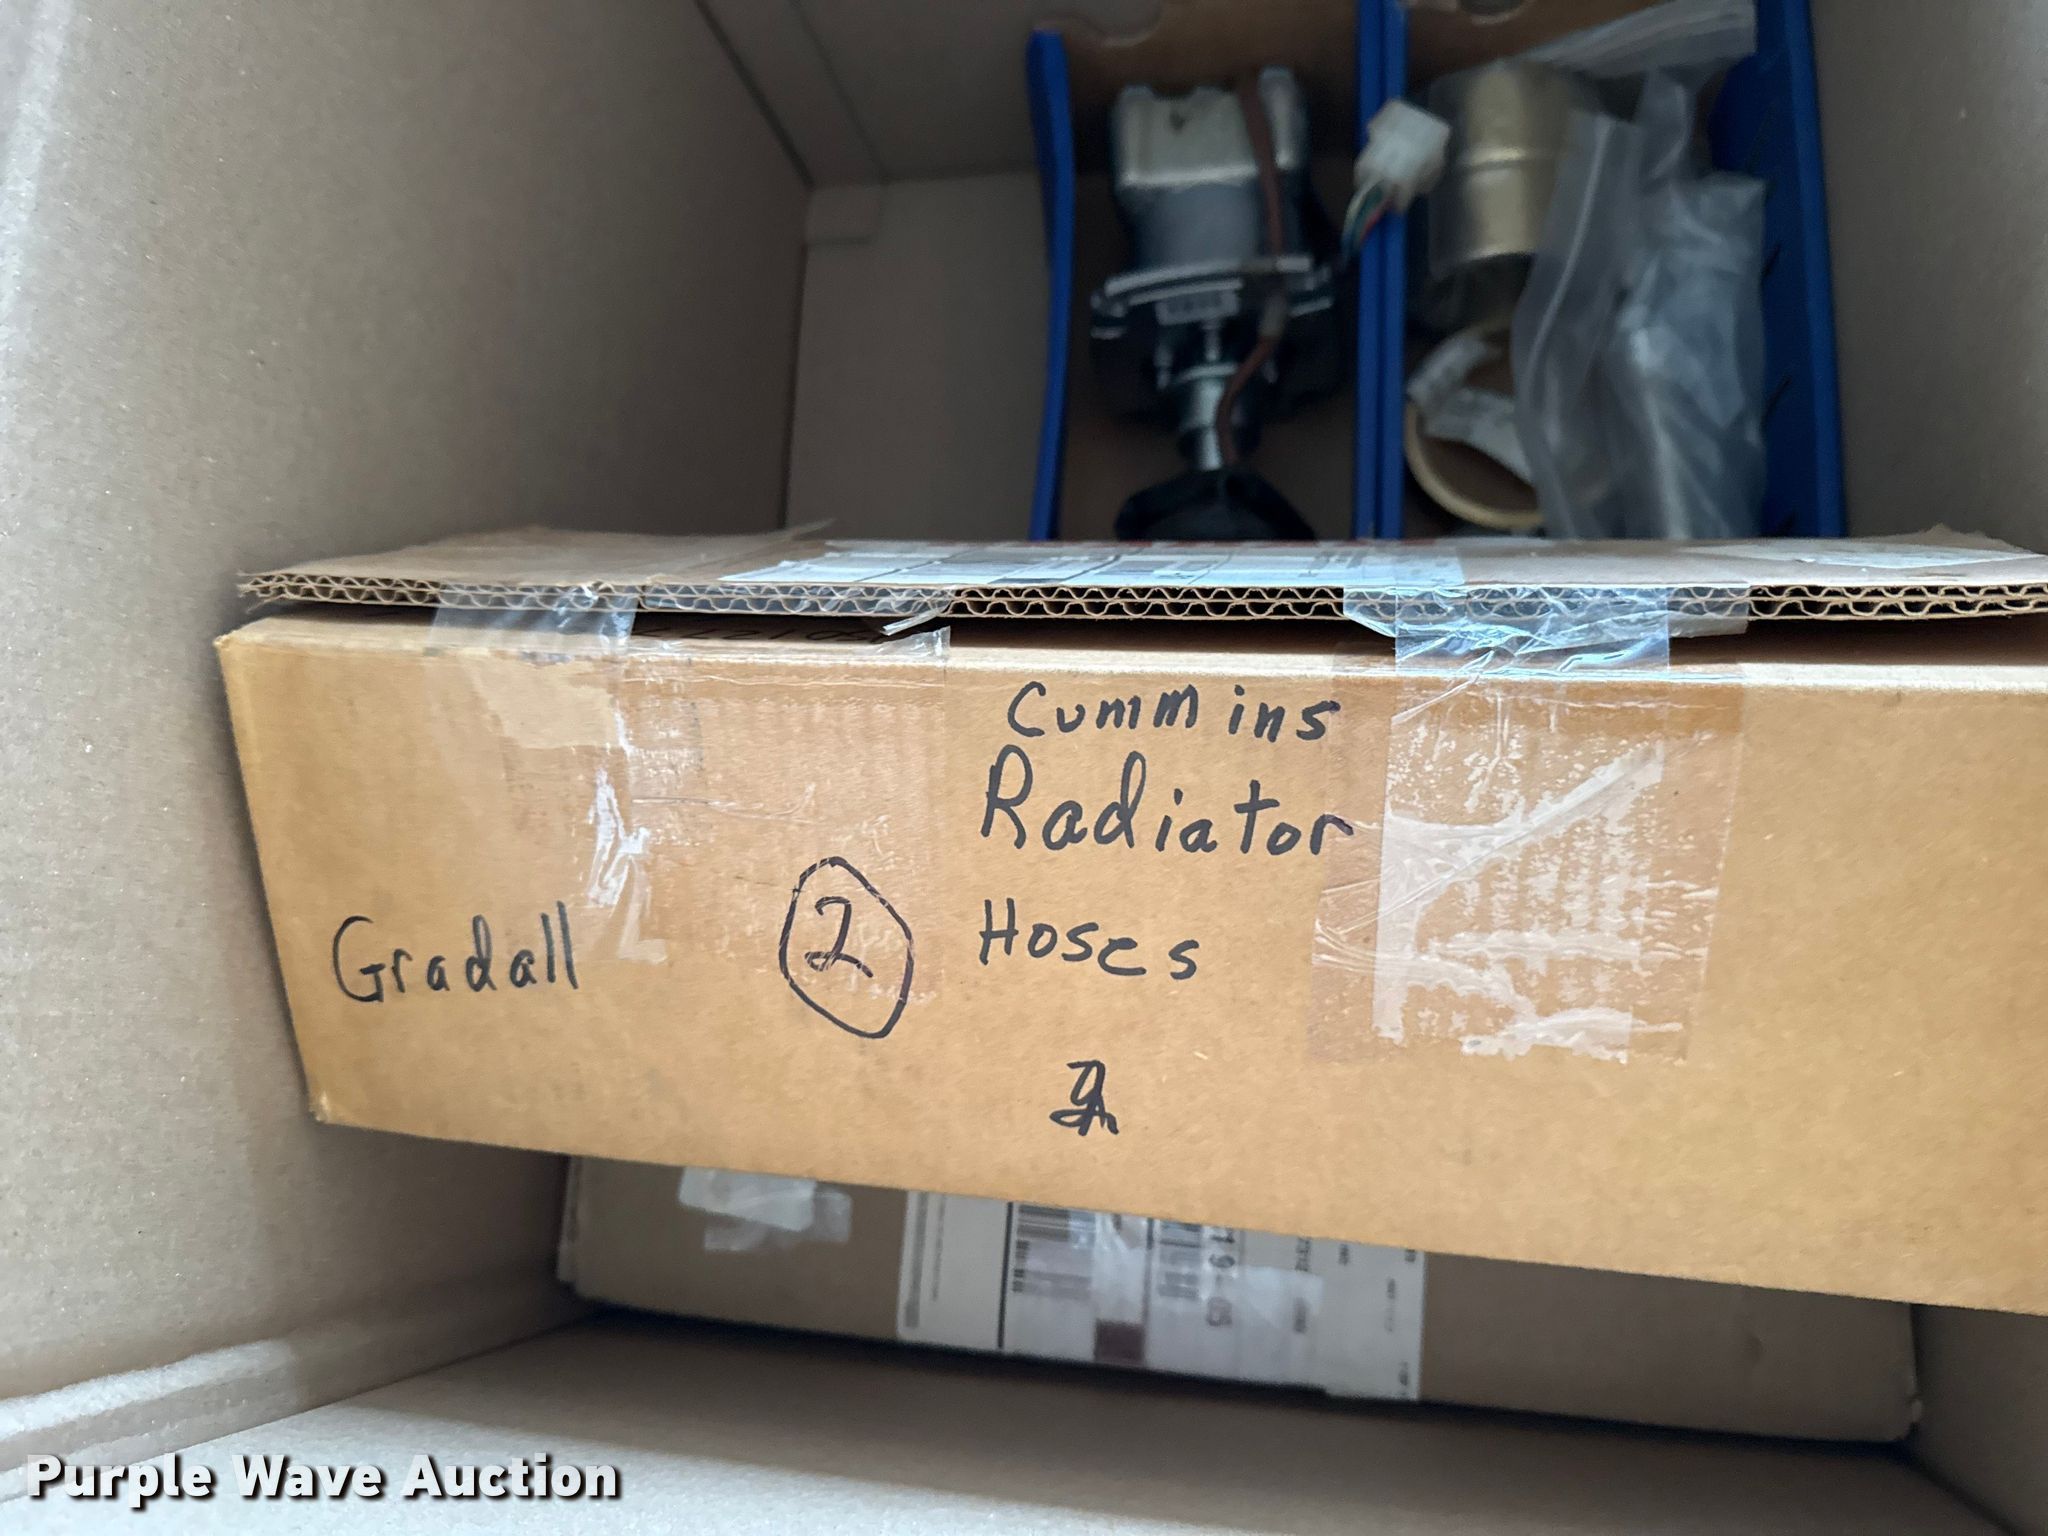 Cummins
Radiator
Hoses
Gradall
2
Purple Wave Auction